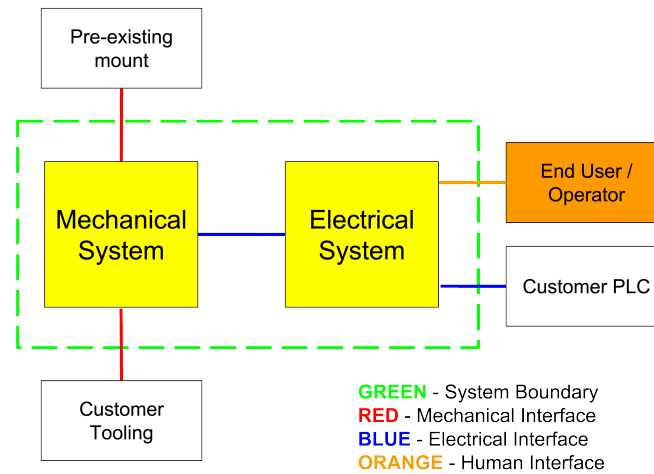 Pre-existing
mount
Mechanical
System
Electrical
System
End User /
Operator
Customer PLC
Customer
Tooling
GREEN - System Boundary
RED - Mechanical Interface
BLUE - Electrical Interface
ORANGE - Human Interface